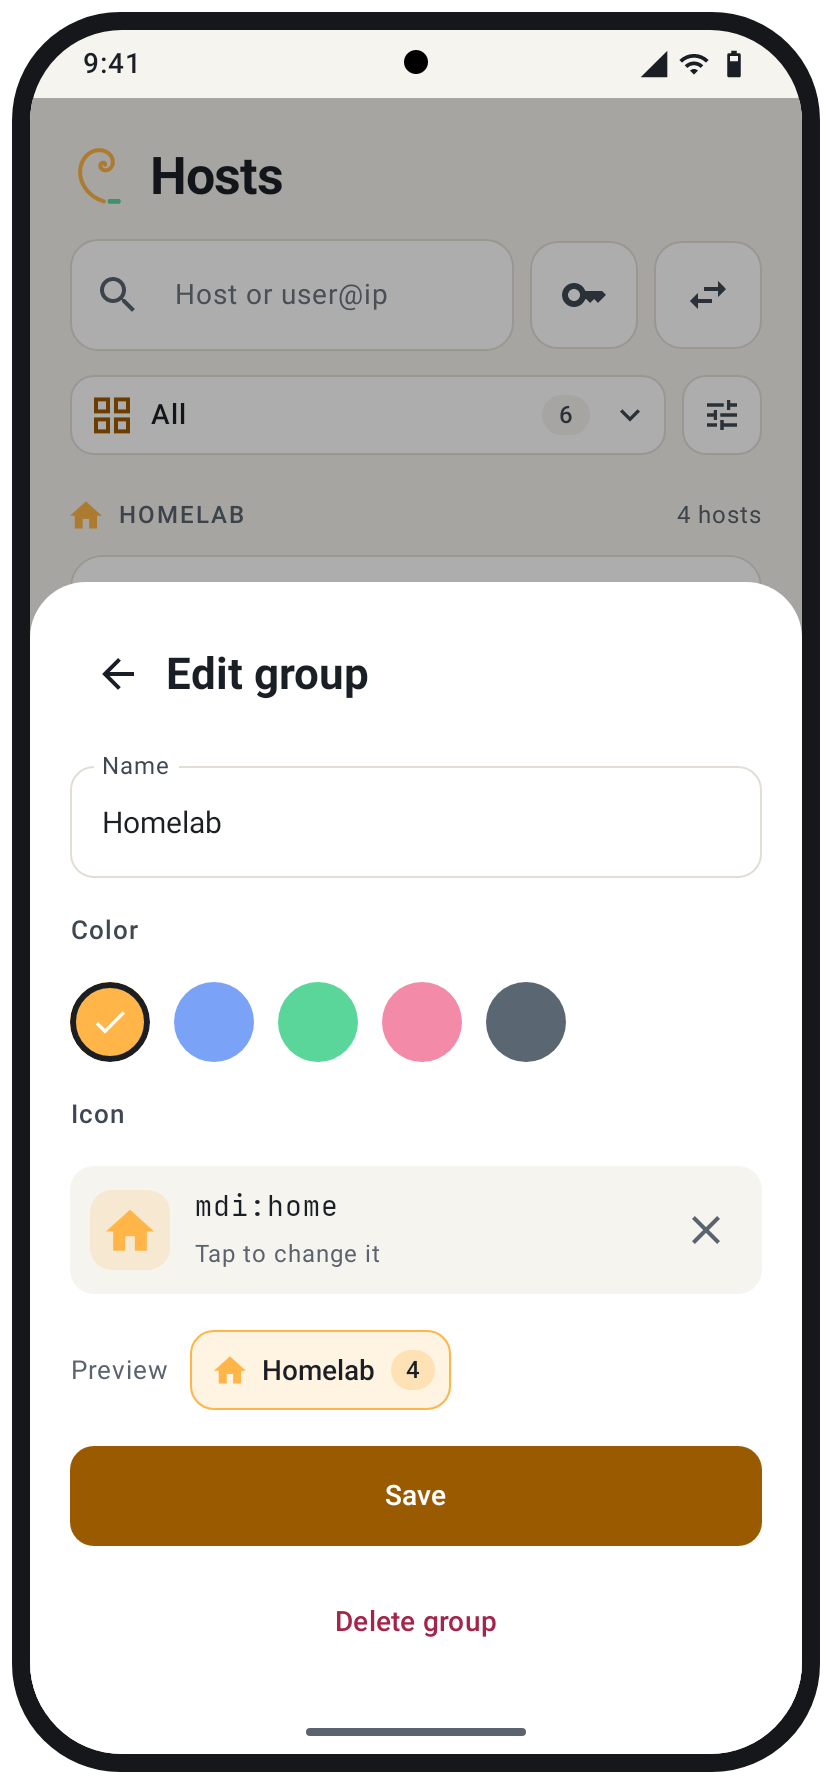 9:41
Hosts
Host or user@ip
All
6
HOMELAB
4 hosts
Edit group
Name
Homelab
Color
Icon
mdi:home
Tap to change it
Preview
Homelab
4
Save
Delete group